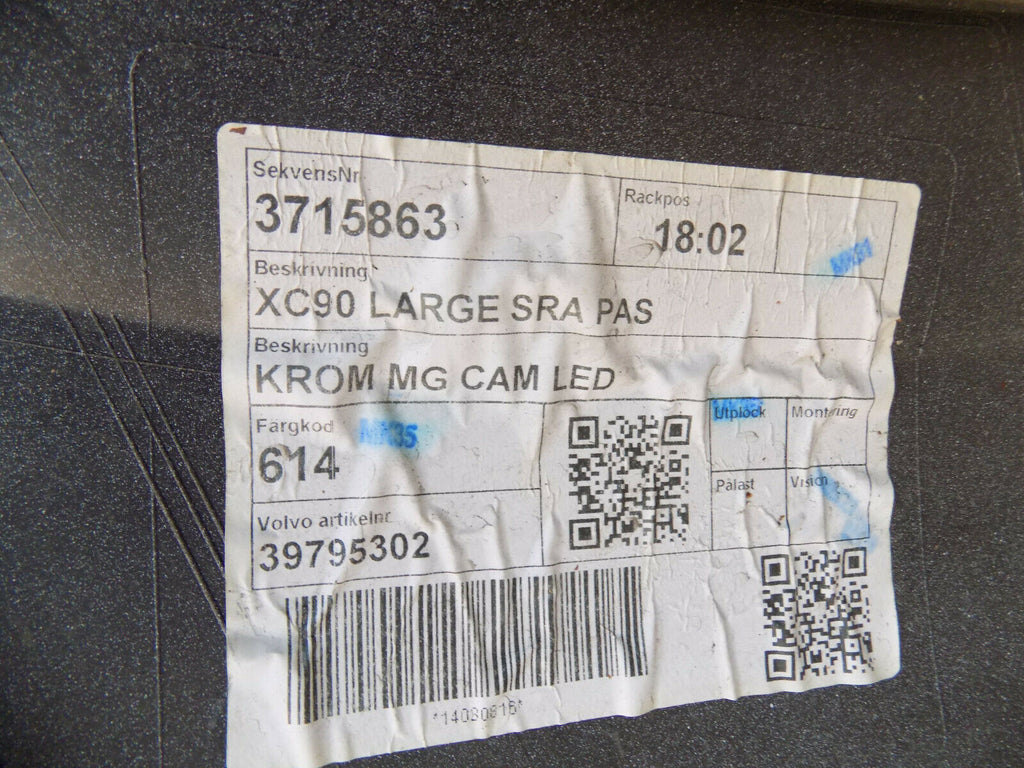 SekvensNr
3715863
Rackpos
18:02
Beskrivning
XC90 LARGE SRA PAS
Beskrivning
KROM MG CAM LED
Färgkod
614
Utplock
Montering
Pålast
Vision
Volvo artikelnr
39795302
*14030816*